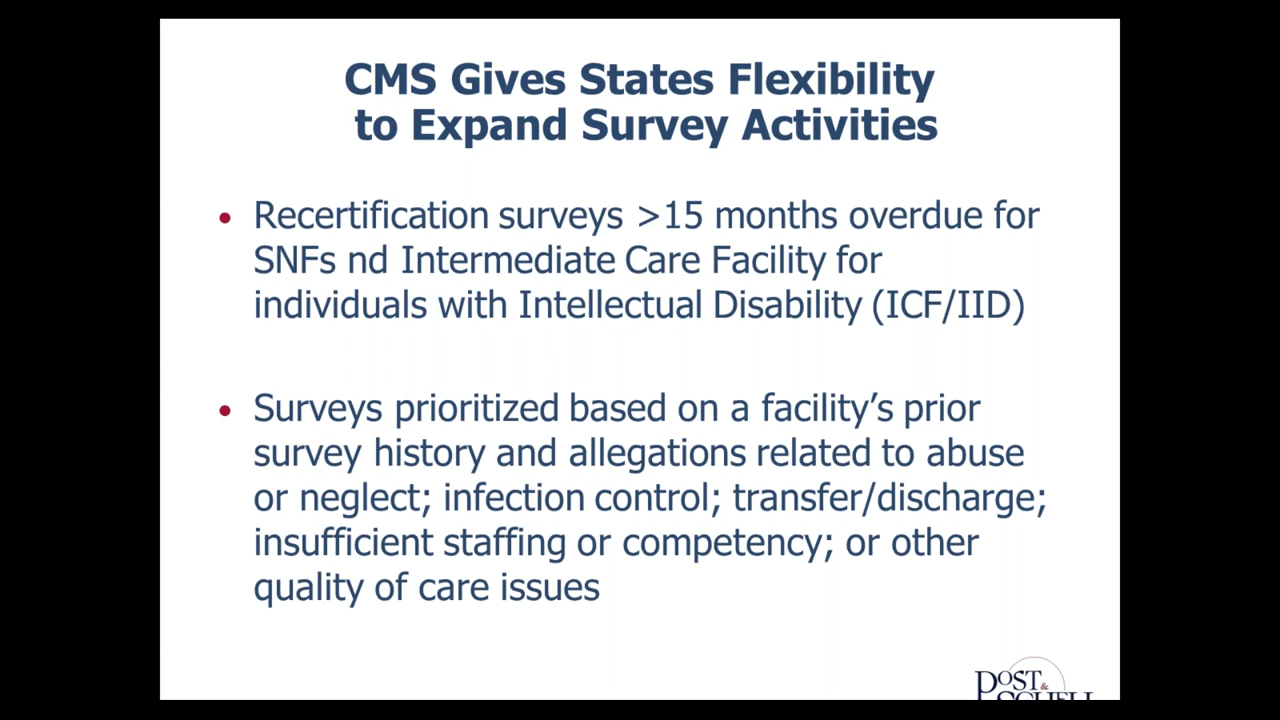 CMS Gives States Flexibility
to Expand Survey Activities
• Recertification surveys >15 months overdue for
SNFs nd Intermediate Care Facility for
individuals with Intellectual Disability (ICF/IID)
• Surveys prioritized based on a facility’s prior
survey history and allegations related to abuse
or neglect; infection control; transfer/discharge;
insufficient staffing or competency; or other
quality of care issues
POST &
SCHELL